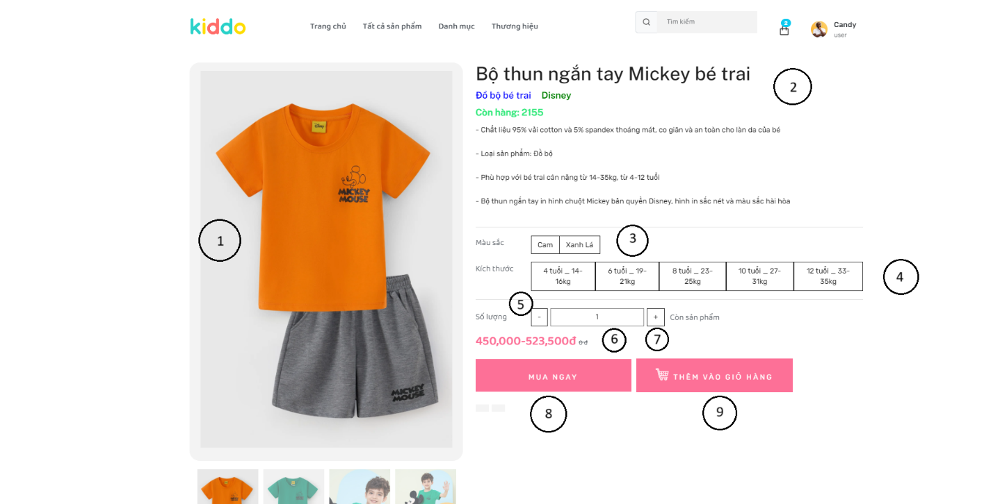 kiddo
Trang chủ Tất cả sản phẩm Danh mục Thương hiệu
Tìm kiếm
2
Candy
user
Disney
MICKEY
MOUSE
MICKEY
MOUSE
1
Bộ thun ngắn tay Mickey bé trai
2
Đồ bộ bé trai Disney
Còn hàng: 2155
- Chất liệu 95% vải cotton và 5% spandex thoáng mát, co giãn và an toàn cho làn da của bé
- Loại sản phẩm: Đồ bộ
- Phù hợp với bé trai cân nặng từ 14-35kg, từ 4-12 tuổi
- Bộ thun ngắn tay in hình chuột Mickey bản quyền Disney, hình in sắc nét và màu sắc hài hòa
Màu sắc Cam Xanh Lá 3
Kích thước
4 tuổi _ 14-
16kg
6 tuổi _ 19-
21kg
8 tuổi _ 23-
25kg
10 tuổi _ 27-
31kg
12 tuổi _ 33-
35kg
4
5
Số lượng - 1 + Còn sản phẩm
450,000-523,500đ 0 đ 6 7
MUA NGAY THÊM VÀO GIỎ HÀNG
8 9